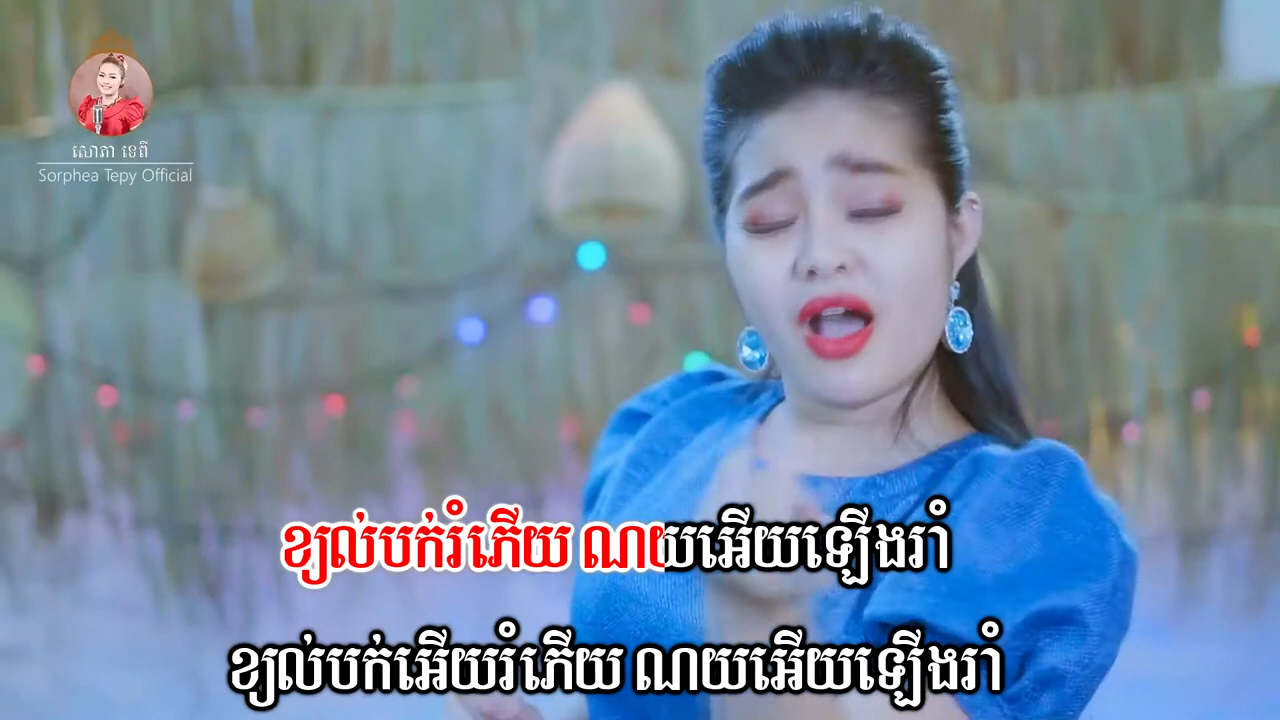 សោភា ទេពី
Sorphea Tepy Official
ខ្យល់បក់រំភើយ ណយអើយឡើងរាំ
ខ្យល់បក់អើយរំភើយ ណយអើយឡើងរាំ